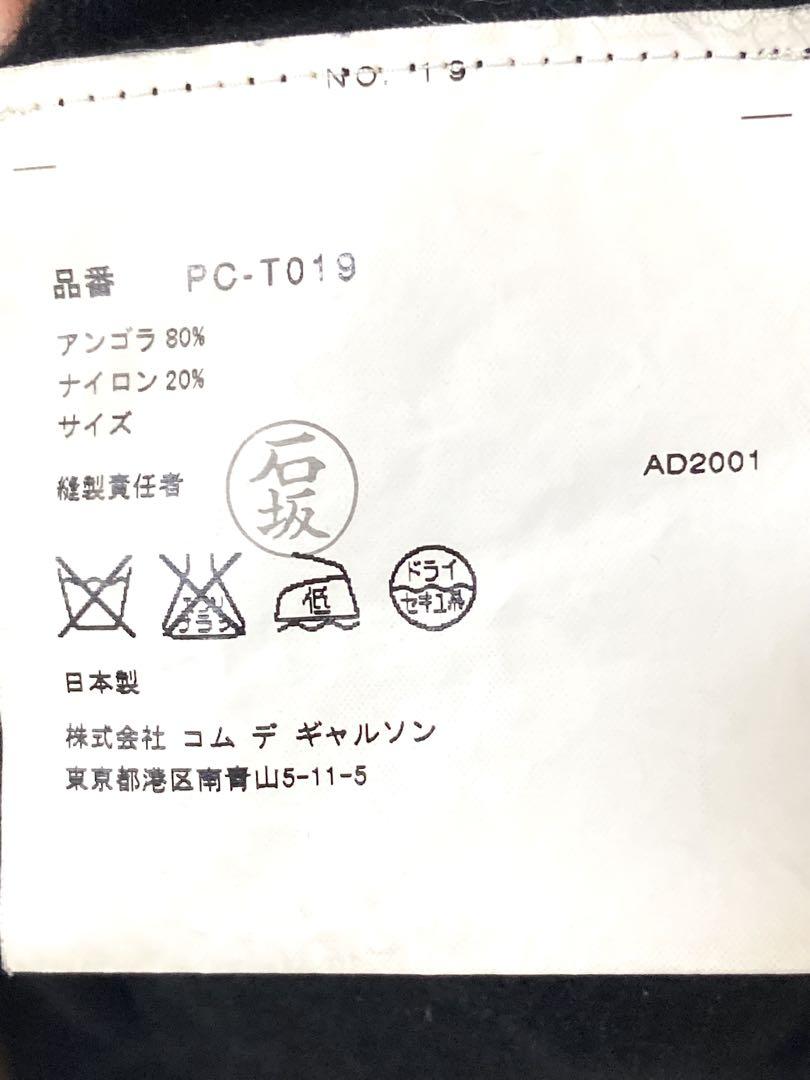 NO. 19
品番 PC-T019
アンゴラ 80%
ナイロン 20%
サイズ
縫製責任者
石坂
AD2001
低
ドライ
セキユ系
日本製
株式会社 コム デ ギャルソン
東京都港区南青山5-11-5